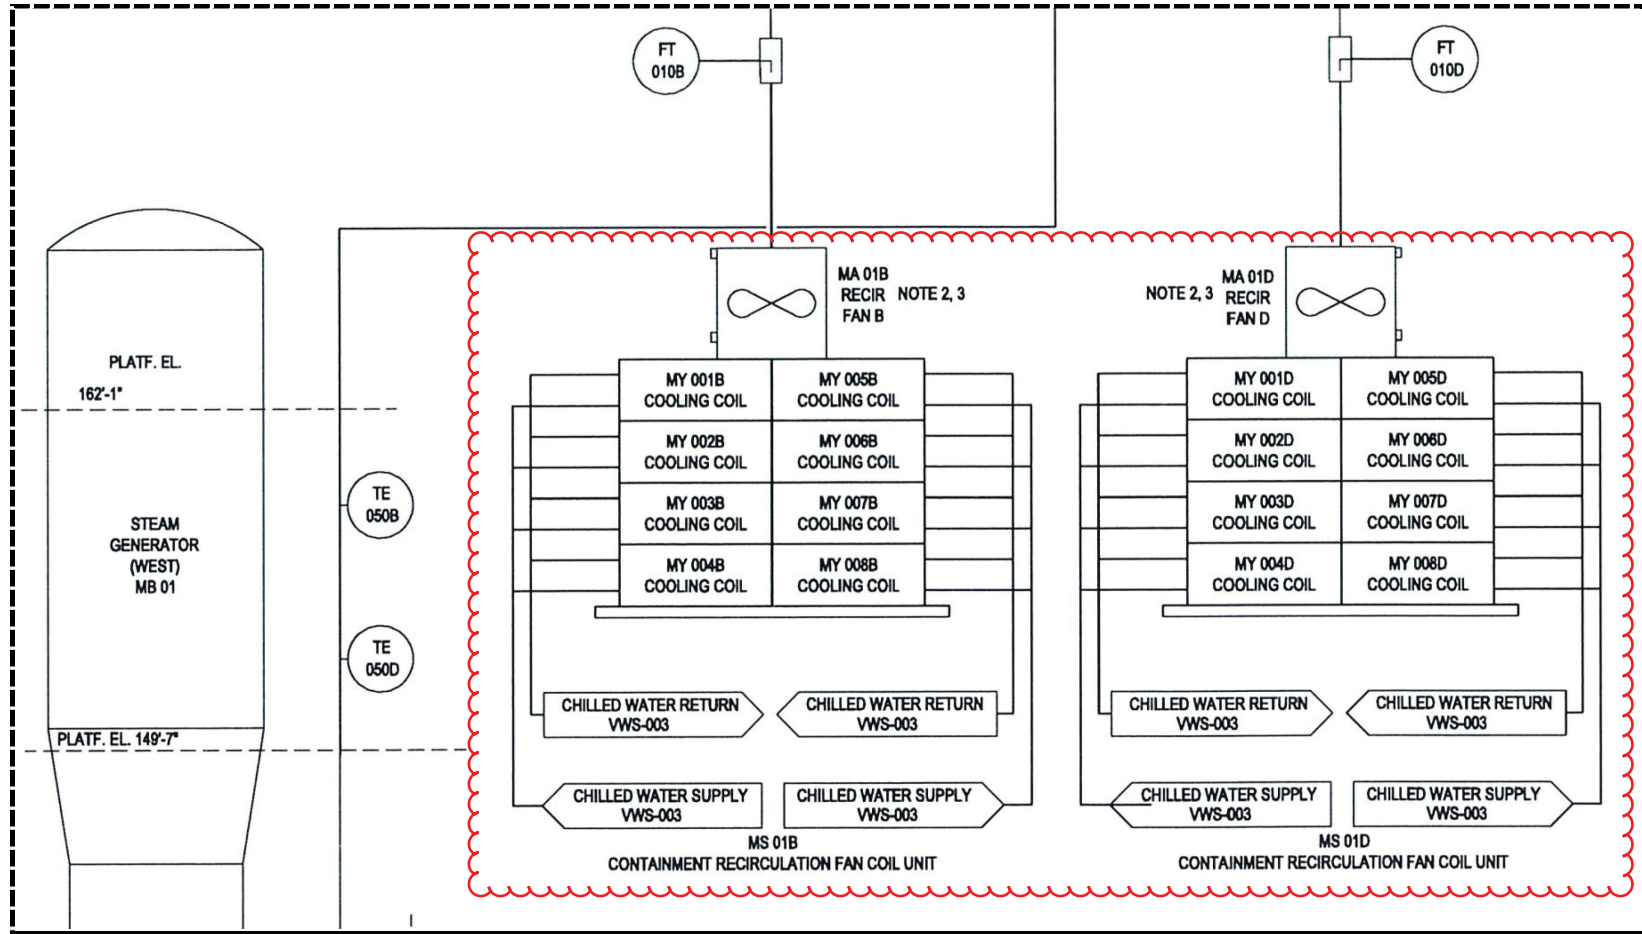 FT
010B
FT
010D
MA 01B
RECIR
FAN B
NOTE 2, 3
NOTE 2, 3
MA 01D
RECIR
FAN D
PLATF. EL.
162'-1"
MY 001B
COOLING COIL
MY 005B
COOLING COIL
MY 002B
COOLING COIL
MY 006B
COOLING COIL
MY 003B
COOLING COIL
MY 007B
COOLING COIL
MY 004B
COOLING COIL
MY 008B
COOLING COIL
MY 001D
COOLING COIL
MY 005D
COOLING COIL
MY 002D
COOLING COIL
MY 006D
COOLING COIL
MY 003D
COOLING COIL
MY 007D
COOLING COIL
MY 004D
COOLING COIL
MY 008D
COOLING COIL
TE
050B
STEAM
GENERATOR
(WEST)
MB 01
TE
050D
PLATF. EL. 149'-7"
CHILLED WATER RETURN
VWS-003
CHILLED WATER RETURN
VWS-003
CHILLED WATER RETURN
VWS-003
CHILLED WATER RETURN
VWS-003
CHILLED WATER SUPPLY
VWS-003
CHILLED WATER SUPPLY
VWS-003
CHILLED WATER SUPPLY
VWS-003
CHILLED WATER SUPPLY
VWS-003
MS 01B
CONTAINMENT RECIRCULATION FAN COIL UNIT
MS 01D
CONTAINMENT RECIRCULATION FAN COIL UNIT